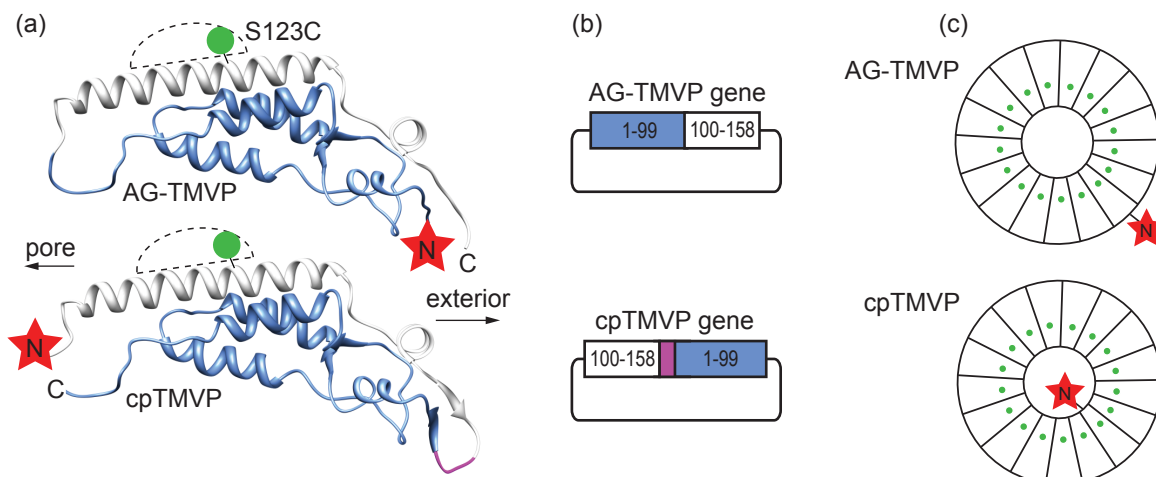 (a)
S123C
AG-TMVP
N
C
pore
exterior
N
C
cpTMVP
(b)
AG-TMVP gene
1-99
100-158
cpTMVP gene
100-158
1-99
(c)
AG-TMVP
N
cpTMVP
N